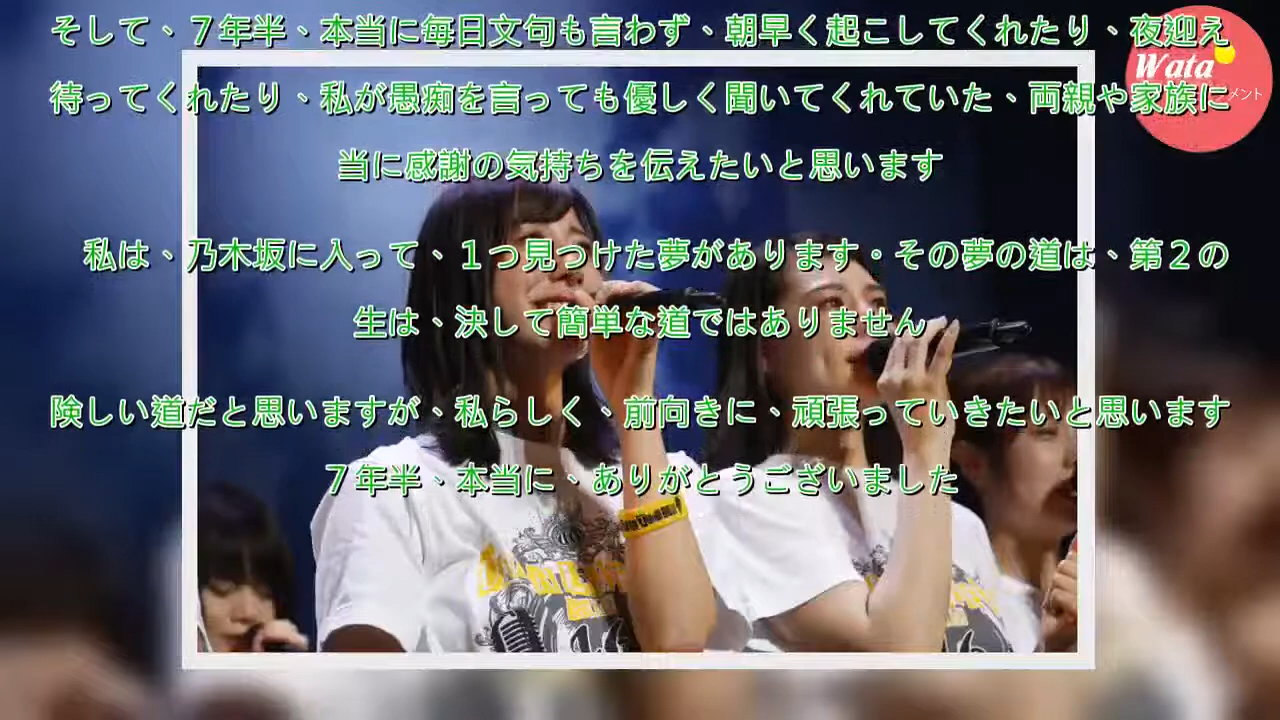 そして、７年半、本当に毎日文句も言わず、朝早く起こしてくれたり、夜迎え
待ってくれたり、私が愚痴を言っても優しく聞いてくれていた、両親や家族に
当に感謝の気持ちを伝えたいと思います
私は、乃木坂に入って、１つ見つけた夢があります。その夢の道は、第２の
生は、決して簡単な道ではありません
険しい道だと思いますが、私らしく、前向きに、頑張っていきたいと思います
７年半、本当に、ありがとうございました
Wata
メント